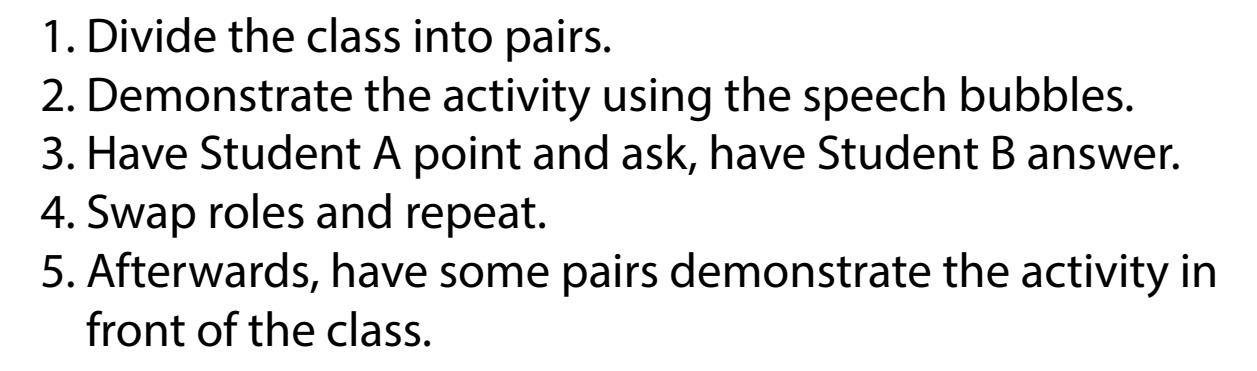 1. Divide the class into pairs.
2. Demonstrate the activity using the speech bubbles.
3. Have Student A point and ask, have Student B answer.
4. Swap roles and repeat.
5. Afterwards, have some pairs demonstrate the activity in
front of the class.